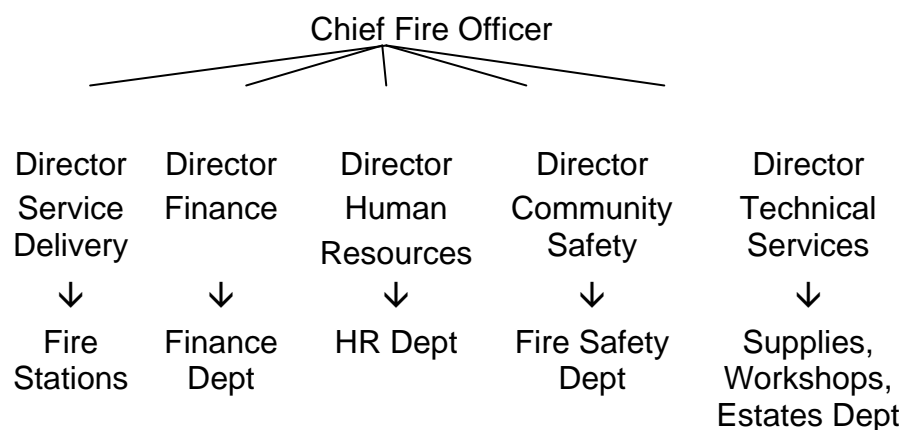 Chief Fire Officer
Director Director Director Director Director
Service Finance Human Community Technical
Delivery Resources Safety Services
↓ ↓ ↓ ↓ ↓
Fire Finance HR Dept Fire Safety Supplies,
Stations Dept Dept Workshops,
Estates Dept